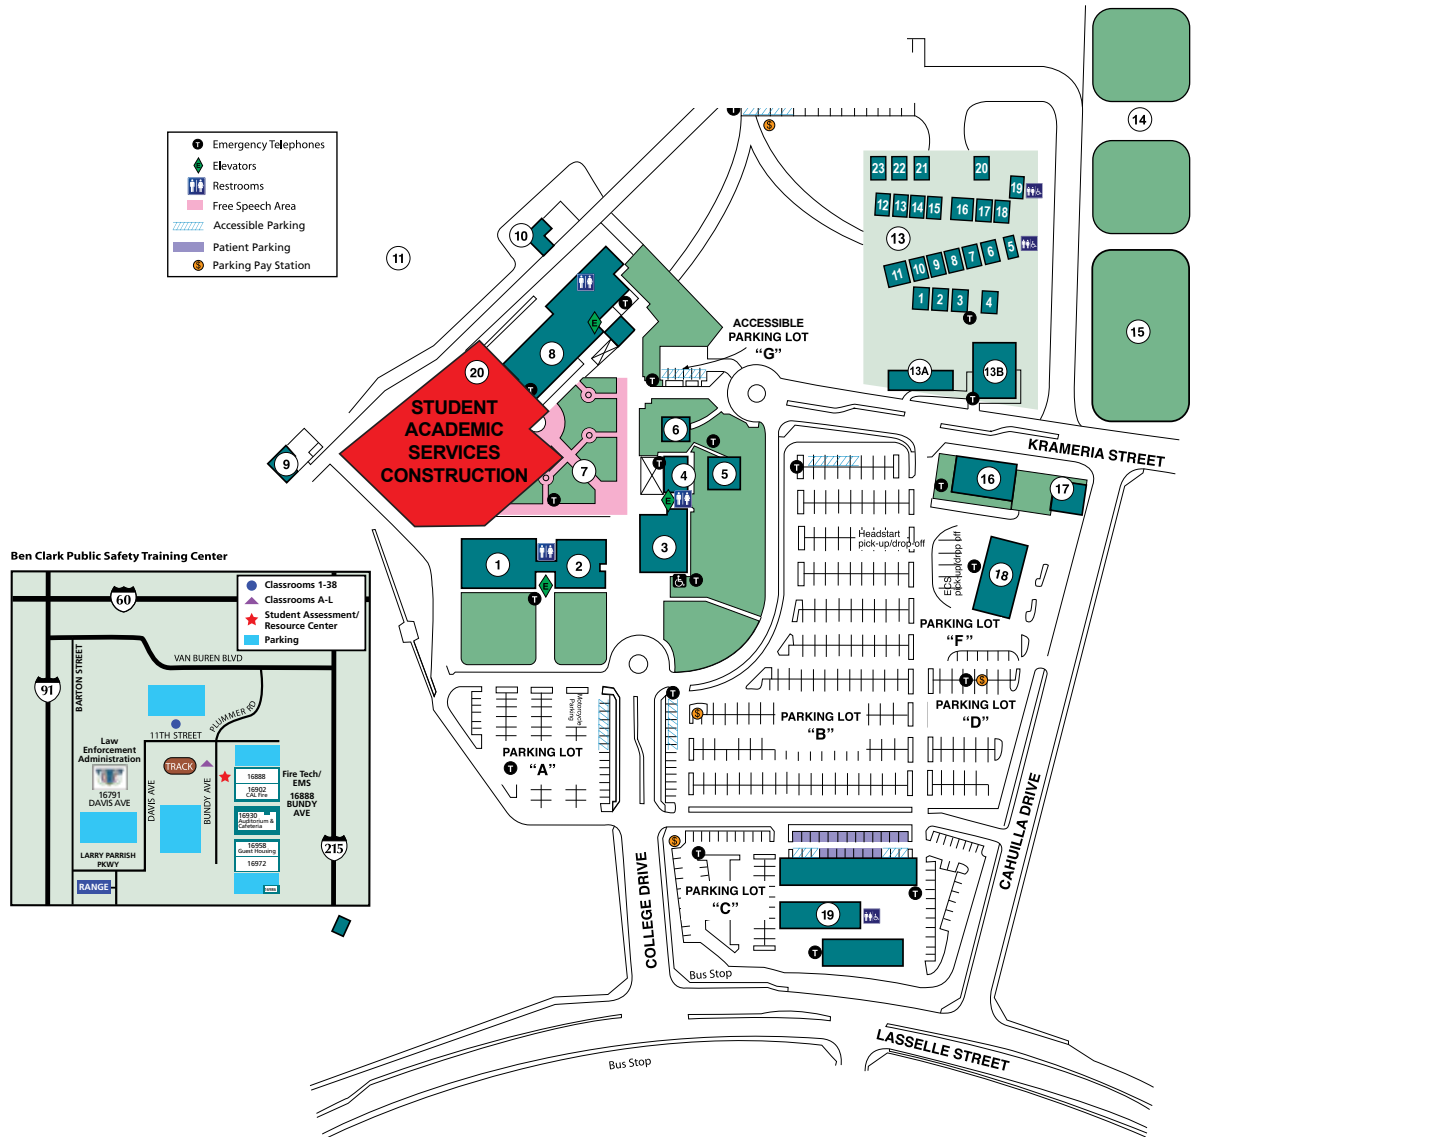 T Emergency Telephones
E Elevators
Restrooms
Free Speech Area
Accessible Parking
Patient Parking
$ Parking Pay Station
T
$
14
23
22
21
20
19
12
13
14
15
16
17
18
13
11
10
9
8
7
6
5
1
2
3
4
T
15
13A
13B
T
10
11
T
E
8
20
STUDENT
ACADEMIC
SERVICES
CONSTRUCTION
T
9
7
T
ACCESSIBLE
PARKING LOT
“G”
T
6
T
T
4
5
E
3
T
1
2
E
T
KRAMERIA STREET
T
16
17
T
Headstart
pick-up/drop-off
ECS
pick-up/drop off
T
18
PARKING LOT
“F”
T
$
PARKING LOT
“D”
T
$
PARKING LOT
“B”
Motorcycle
Parking
PARKING LOT
“A”
T
COLLEGE DRIVE
CAHUILLA DRIVE
$
T
PARKING LOT
“C”
T
19
T
Bus Stop
Bus Stop
LASSELLE STREET
Ben Clark Public Safety Training Center
60
Classrooms 1-38
Classrooms A-L
Student Assessment/
Resource Center
Parking
VAN BUREN BLVD
91
BARTON STREET
PLUMMER RD
11TH STREET
Law
Enforcement
Administration
16791
DAVIS AVE
DAVIS AVE
TRACK
BUNDY AVE
16888
16902
CAL Fire
Fire Tech/
EMS
16888
BUNDY
AVE
16930
Auditorium &
Cafeteria
16958
Guest Housing
16972
215
LARRY PARRISH
PKWY
RANGE